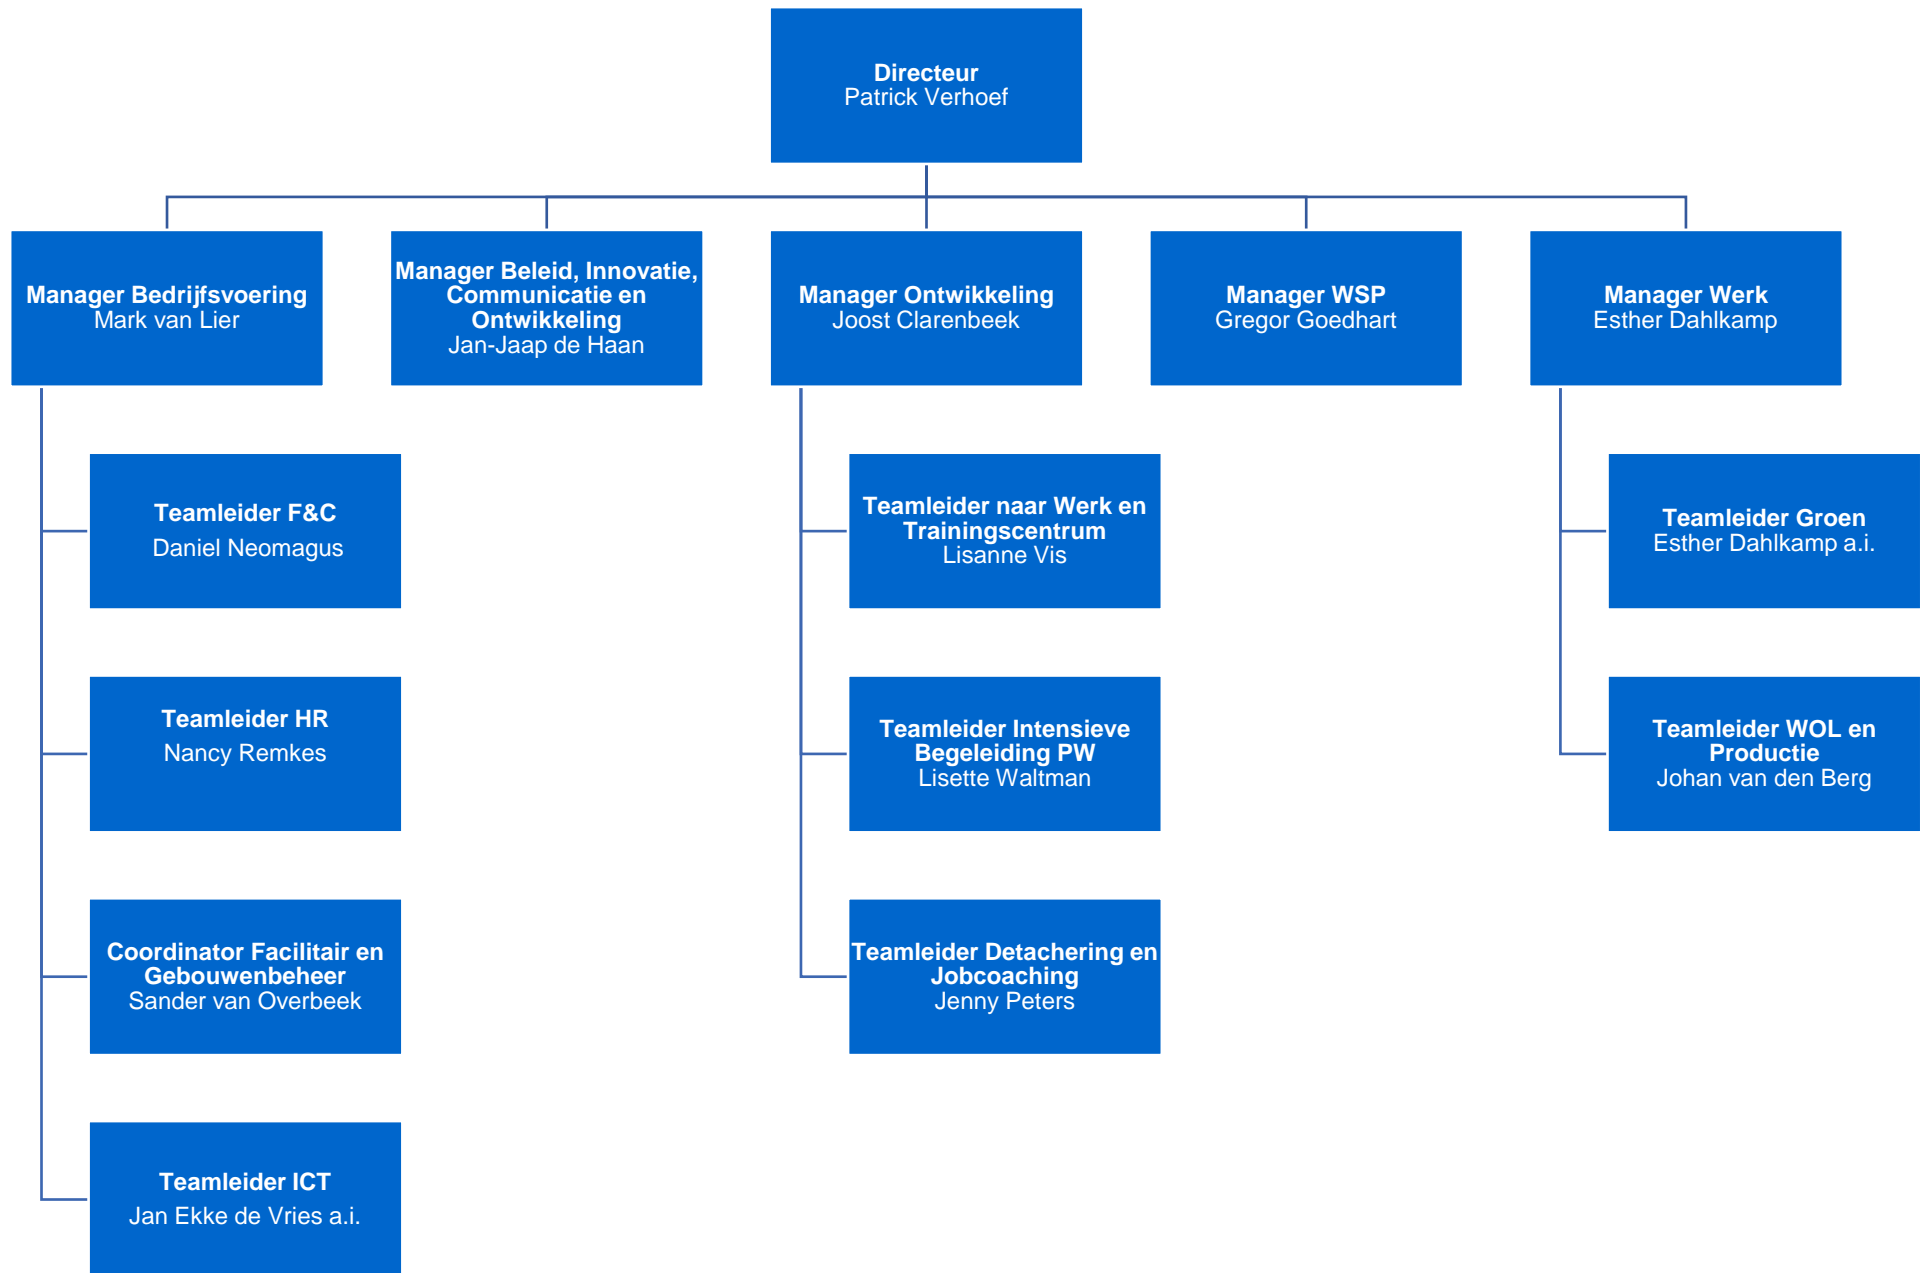 Directeur
Patrick Verhoef
Manager Bedrijfsvoering
Mark van Lier
Manager Beleid, Innovatie,
Communicatie en
Ontwikkeling
Jan-Jaap de Haan
Manager Ontwikkeling
Joost Clarenbeek
Manager WSP
Gregor Goedhart
Manager Werk
Esther Dahlkamp
Teamleider F&C
Daniel Neomagus
Teamleider naar Werk en
Trainingscentrum
Lisanne Vis
Teamleider Groen
Esther Dahlkamp a.i.
Teamleider HR
Nancy Remkes
Teamleider Intensieve
Begeleiding PW
Lisette Waltman
Teamleider WOL en
Productie
Johan van den Berg
Coordinator Facilitair en
Gebouwenbeheer
Sander van Overbeek
Teamleider Detachering en
Jobcoaching
Jenny Peters
Teamleider ICT
Jan Ekke de Vries a.i.